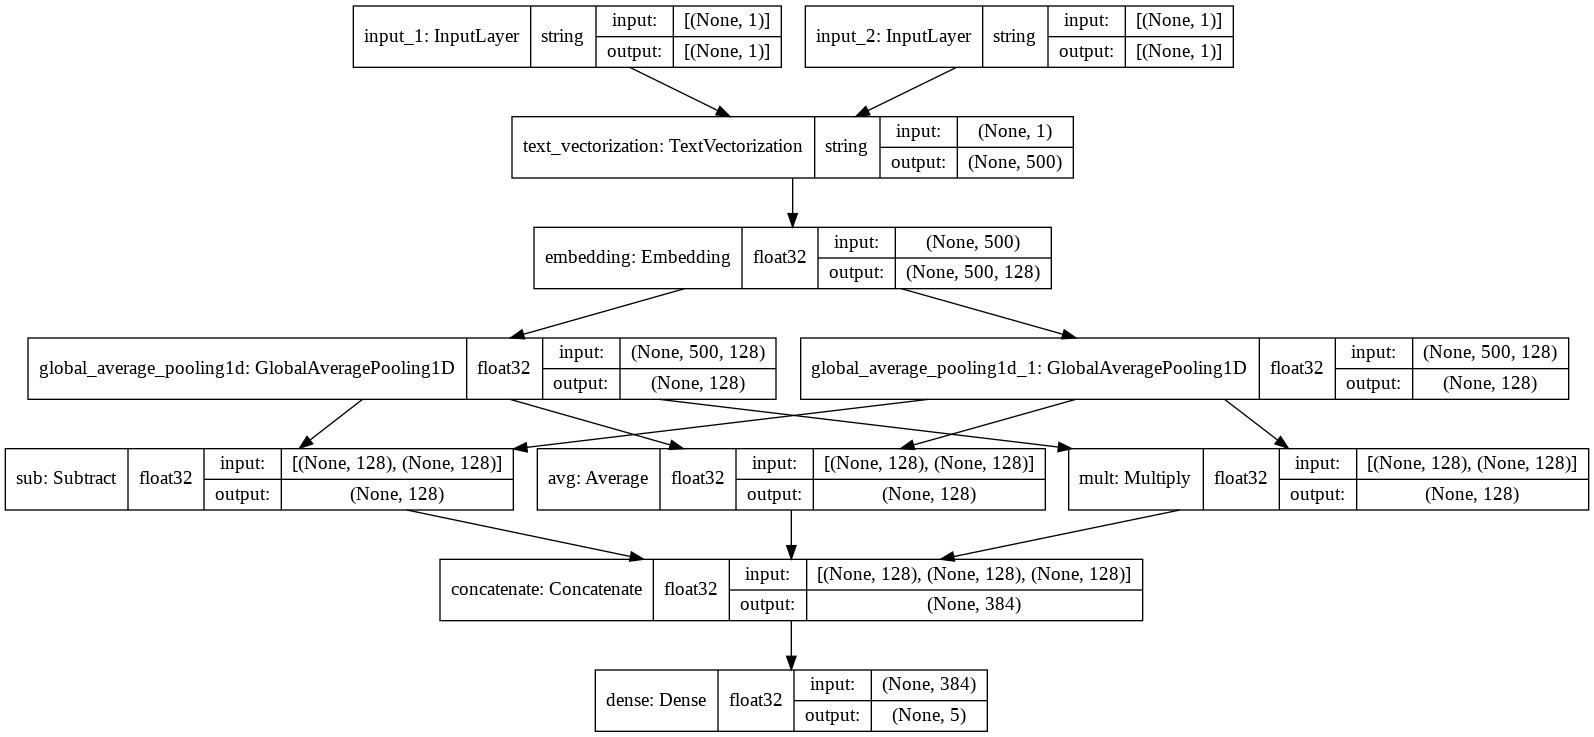 input_1: InputLayer string input: [(None, 1)]
output: [(None, 1)]
input_2: InputLayer string input: [(None, 1)]
output: [(None, 1)]
text_vectorization: TextVectorization string input: (None, 1)
output: (None, 500)
embedding: Embedding float32 input: (None, 500)
output: (None, 500, 128)
global_average_pooling1d: GlobalAveragePooling1D float32 input: (None, 500, 128)
output: (None, 128)
global_average_pooling1d_1: GlobalAveragePooling1D float32 input: (None, 500, 128)
output: (None, 128)
sub: Subtract float32 input: [(None, 128), (None, 128)]
output: (None, 128)
avg: Average float32 input: [(None, 128), (None, 128)]
output: (None, 128)
mult: Multiply float32 input: [(None, 128), (None, 128)]
output: (None, 128)
concatenate: Concatenate float32 input: [(None, 128), (None, 128), (None, 128)]
output: (None, 384)
dense: Dense float32 input: (None, 384)
output: (None, 5)